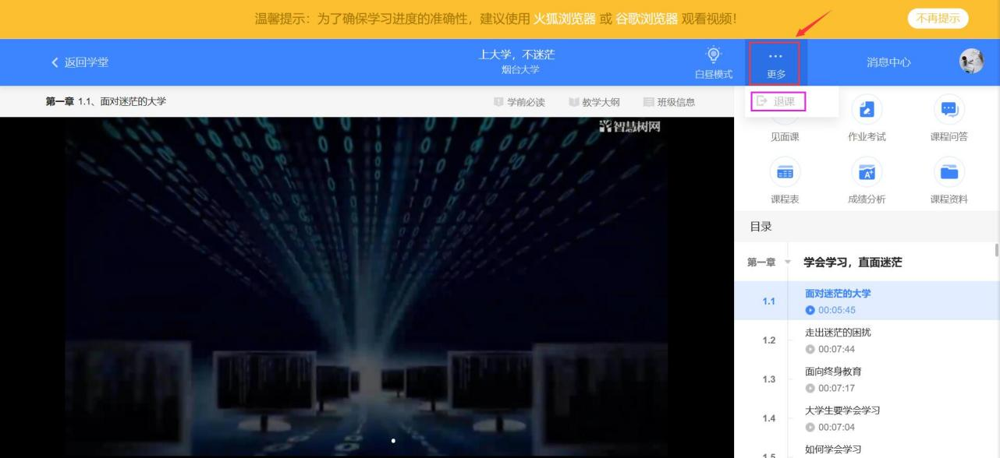 温馨提示：为了确保学习进度的准确性，建议使用 火狐浏览器 或 谷歌浏览器 观看视频！
不再提示
返回学堂
上大学，不迷茫
烟台大学
白昼模式
更多
消息中心
退课
第一章 1.1、面对迷茫的大学
学前必读
教学大纲
班级信息
智慧树网
见面课
作业考试
课程问答
课程表
成绩分析
课程资料
目录
第一章
学会学习，直面迷茫
1.1
面对迷茫的大学
00:05:45
1.2
走出迷茫的困扰
00:07:44
1.3
面向终身教育
00:07:17
1.4
大学生要学会学习
00:07:04
1.5
如何学会学习